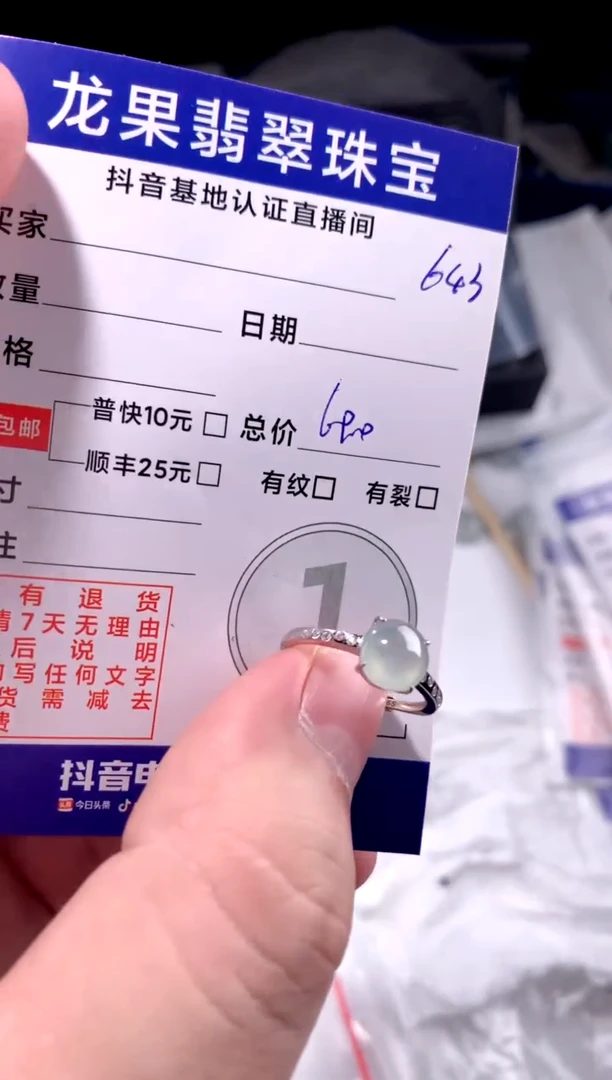 龙果翡翠珠宝
抖音基地认证直播间
买家
643
数量
日期
格
包邮
普快10元
总价
680
顺丰25元
有纹
有裂
寸
注
1
有退货
请7天无理由
后说明
写任何文字
货需减去
费
抖音电
今日头条